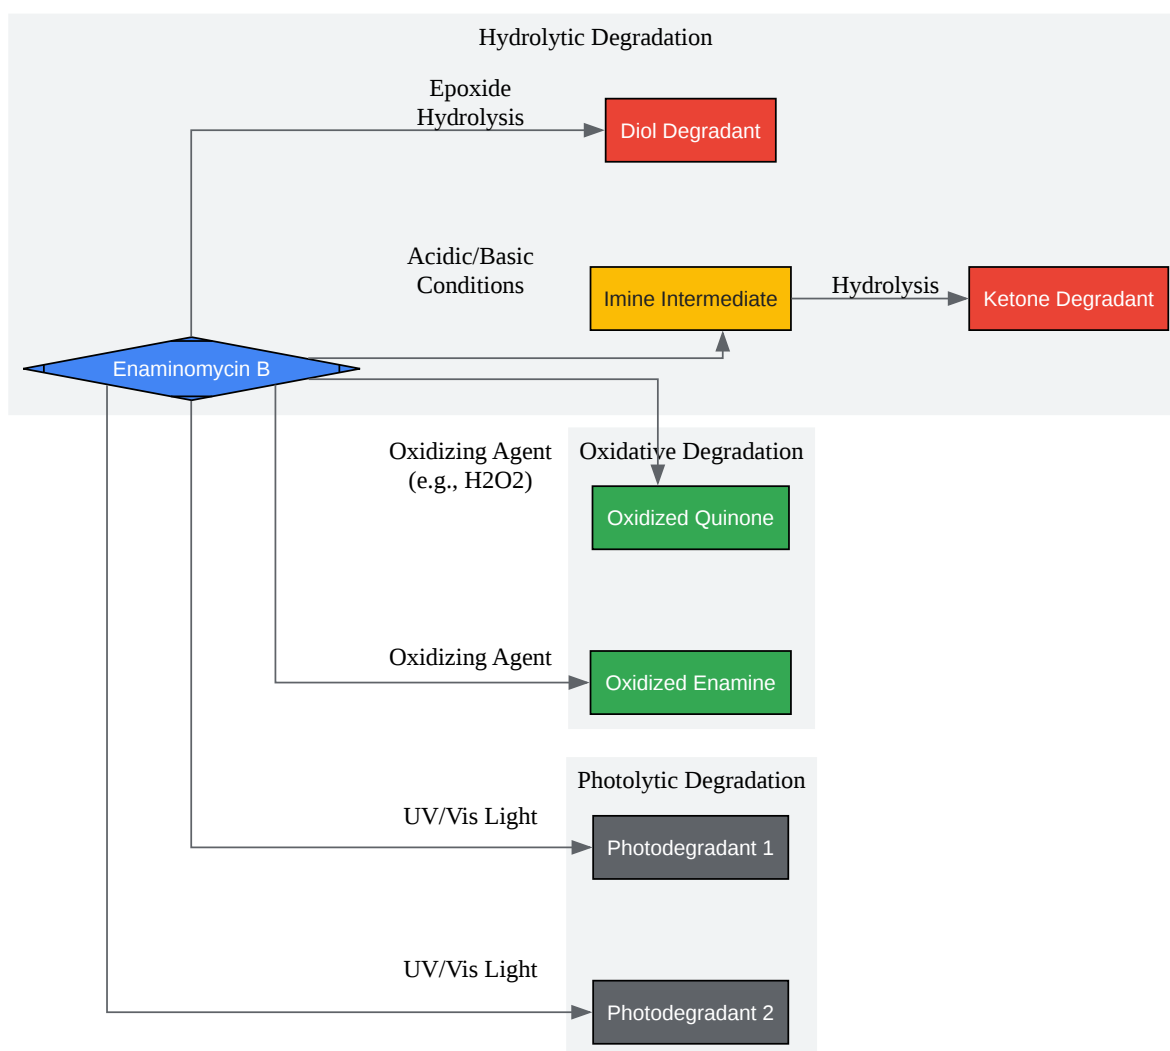 Hydrolytic Degradation
Epoxide
Hydrolysis
Diol Degradant
Acidic/Basic
Conditions
Imine Intermediate
Hydrolysis
Ketone Degradant
Enaminomycin B
Oxidizing Agent
(e.g., H2O2)
Oxidative Degradation
Oxidized Quinone
Oxidizing Agent
Oxidized Enamine
Photolytic Degradation
UV/Vis Light
Photodegradant 1
UV/Vis Light
Photodegradant 2